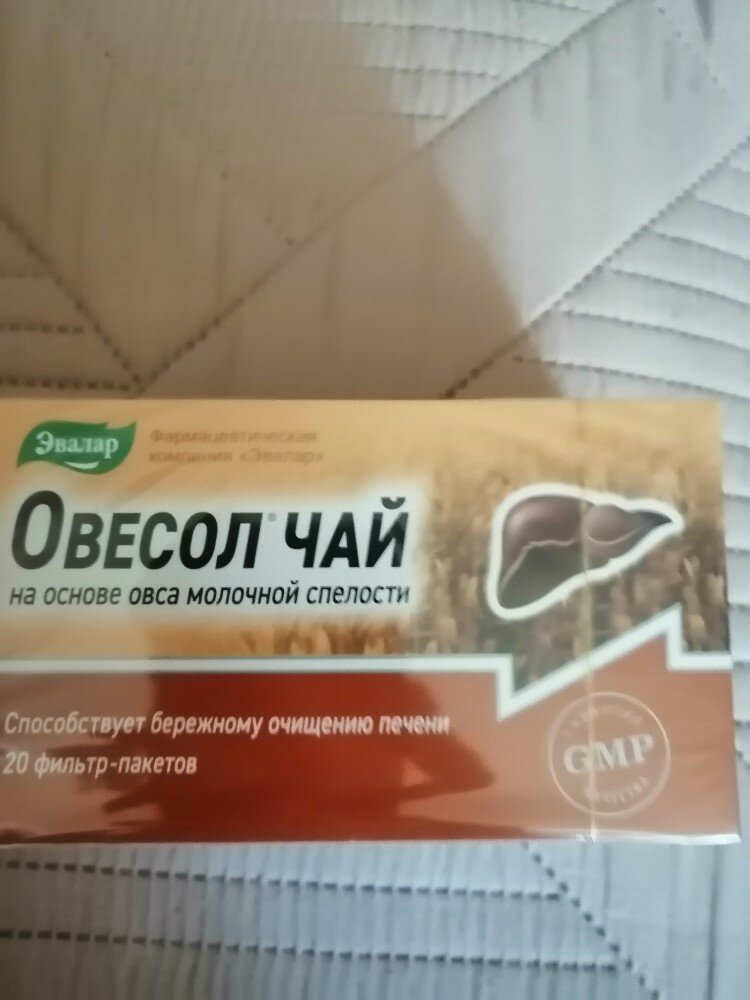 Эвалар
Фармацевтическая
компания «Эвалар»
ОВЕСОЛ® ЧАЙ
на основе овса молочной спелости
Способствует бережному очищению печени
20 фильтр-пакетов
GMP
КАЧЕСТВА